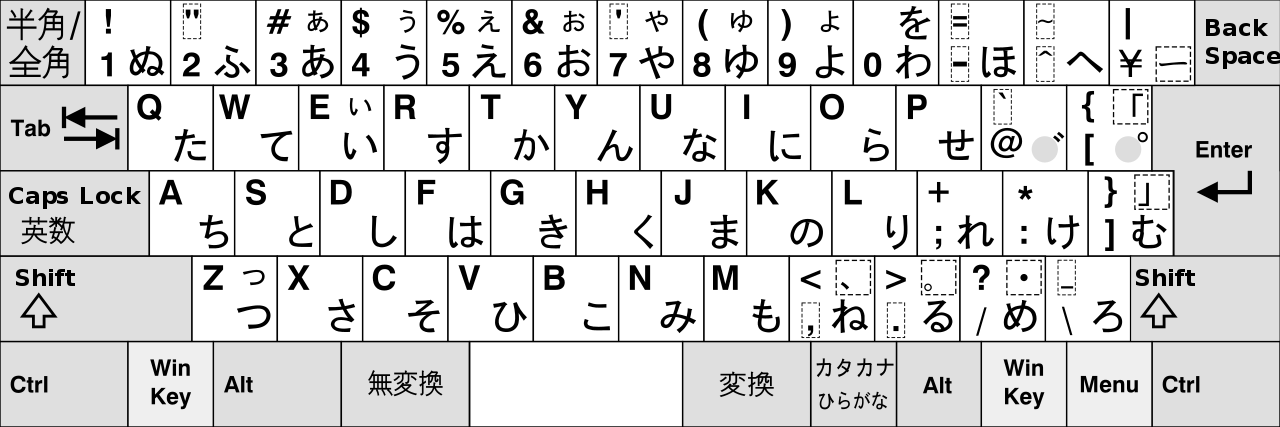 半角/ ! " # ぁ $ ぅ % ぇ & ぉ ' ゃ ( ゅ ) ょ を = ~ | Back
全角 1 ぬ 2 ふ 3 あ 4 う 5 え 6 お 7 や 8 ゆ 9 よ 0 わ - ほ ^ へ ¥ ー Space
Tab Q W E ぃ R T Y U I O P ` { 「
た て い す か ん な に ら せ @ ゛ [ ゜ Enter
Caps Lock A S D F G H J K L + * } 」
英数 ち と し は き く ま の り ; れ : け ] む
Shift Z っ X C V B N M < 、 > 。 ? ・ _ Shift
つ さ そ ひ こ み も , ね . る / め \ ろ
Ctrl Win Key Alt 無変換 変換 カタカナ ひらがな Alt Win Key Menu Ctrl